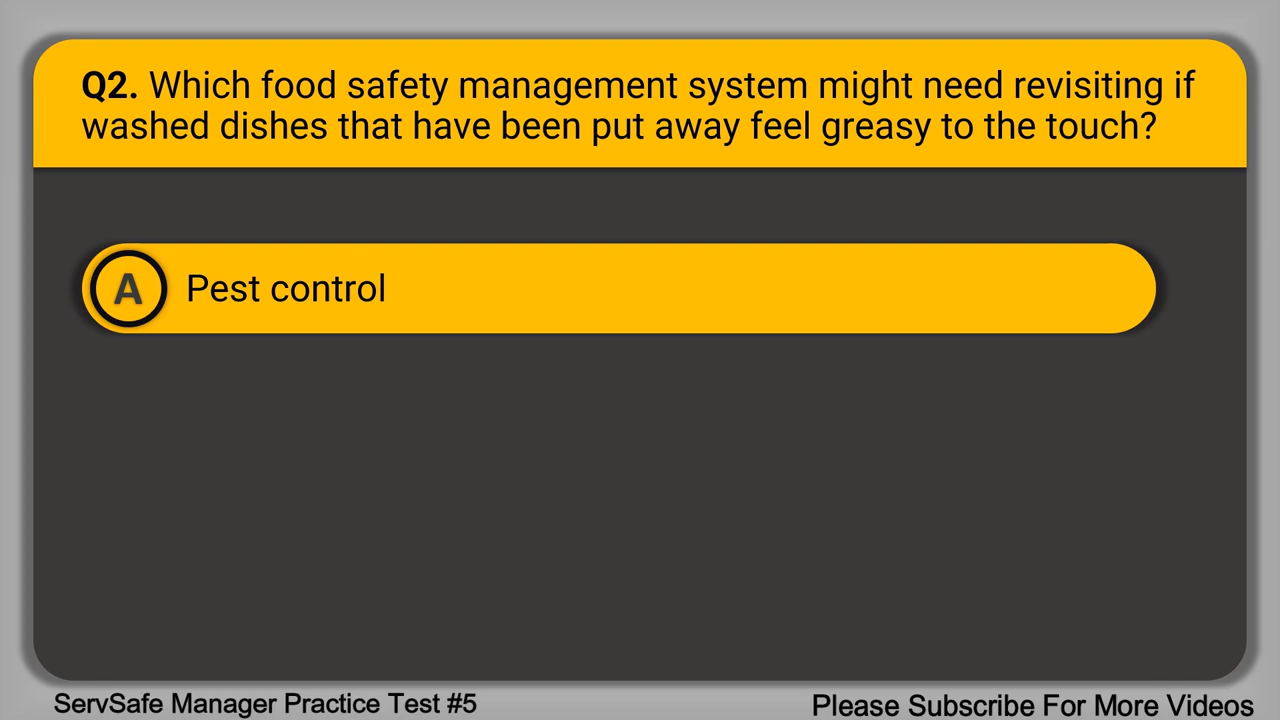 Q2. Which food safety management system might need revisiting if
washed dishes that have been put away feel greasy to the touch?
A Pest control
ServSafe Manager Practice Test #5
Please Subscribe For More Videos